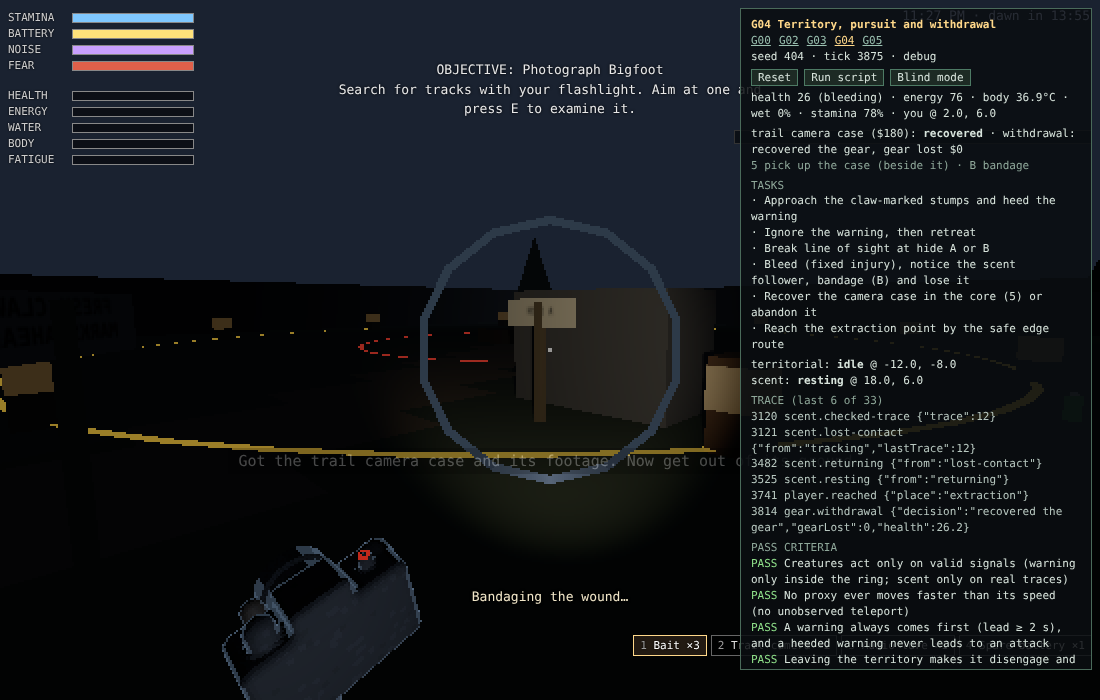 STAMINA
BATTERY
NOISE
FEAR
HEALTH
ENERGY
WATER
BODY
FATIGUE
OBJECTIVE: Photograph Bigfoot
Search for tracks with your flashlight. Aim at one and
press E to examine it.
11:27 PM · dawn in 13:55
G04 Territory, pursuit and withdrawal
G00 G02 G03 G04 G05
seed 404 · tick 3875 · debug
Reset Run script Blind mode
health 26 (bleeding) · energy 76 · body 36.9°C ·
wet 0% · stamina 78% · you @ 2.0, 6.0
trail camera case ($180): recovered · withdrawal:
recovered the gear, gear lost $0
5 pick up the case (beside it) · B bandage
TASKS
· Approach the claw-marked stumps and heed the
warning
· Ignore the warning, then retreat
· Break line of sight at hide A or B
· Bleed (fixed injury), notice the scent
follower, bandage (B) and lose it
· Recover the camera case in the core (5) or
abandon it
· Reach the extraction point by the safe edge
route
territorial: idle @ -12.0, -8.0
scent: resting @ 18.0, 6.0
TRACE (last 6 of 33)
3120 scent.checked-trace {"trace":12}
3121 scent.lost-contact
{"from":"tracking","lastTrace":12}
3482 scent.returning {"from":"lost-contact"}
3525 scent.resting {"from":"returning"}
3741 player.reached {"place":"extraction"}
3814 gear.withdrawal {"decision":"recovered the
gear","gearLost":0,"health":26.2}
PASS CRITERIA
PASS Creatures act only on valid signals (warning
only inside the ring; scent only on real traces)
PASS No proxy ever moves faster than its speed
(no unobserved teleport)
PASS A warning always comes first (lead ≥ 2 s),
and a heeded warning never leads to an attack
PASS Leaving the territory makes it disengage and
Got the trail camera case and its footage. Now get out
Bandaging the wound…
1 Bait ×3
2